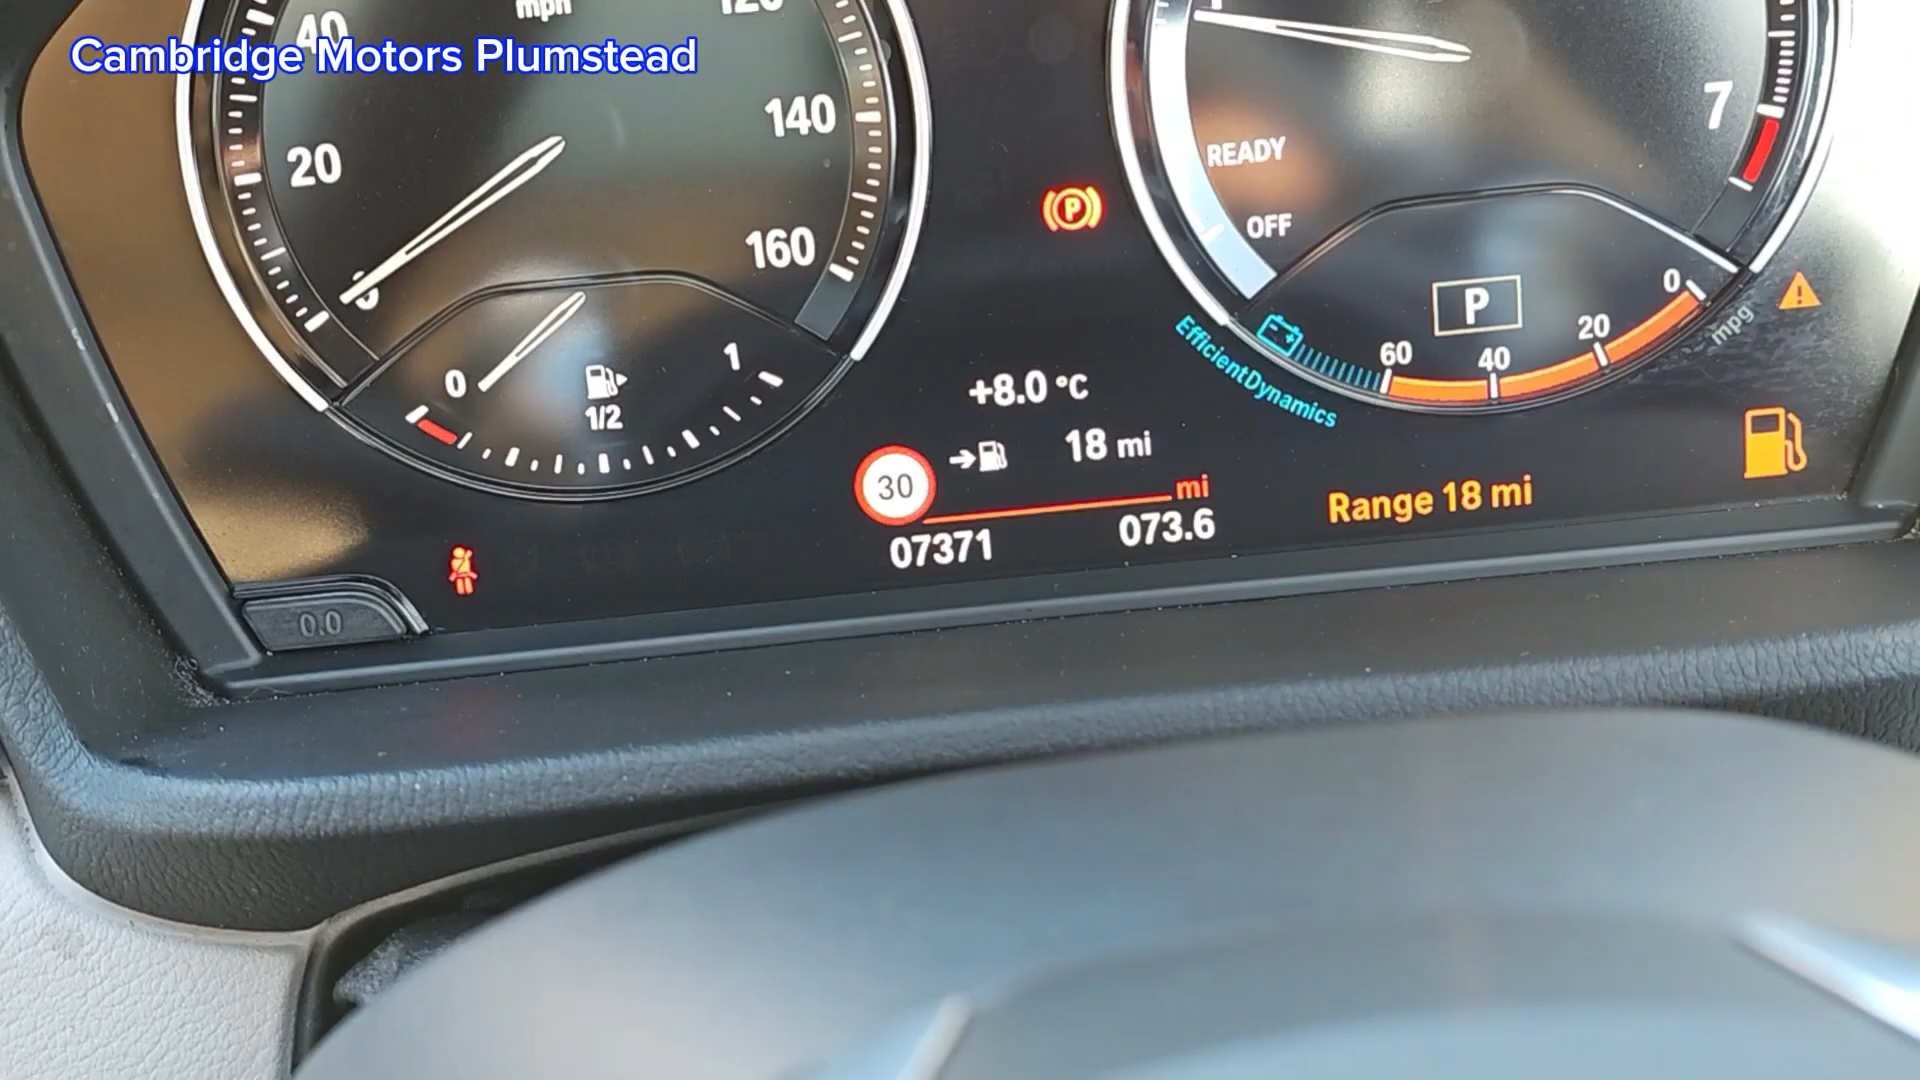 Cambridge Motors Plumstead
mph
40
120
20
140
160
0
1
1/2
READY
OFF
7
P
P
0
20
40
60
mpg
EfficientDynamics
+8.0 °C
18 mi
30
mi
07371
073.6
Range 18 mi
0.0